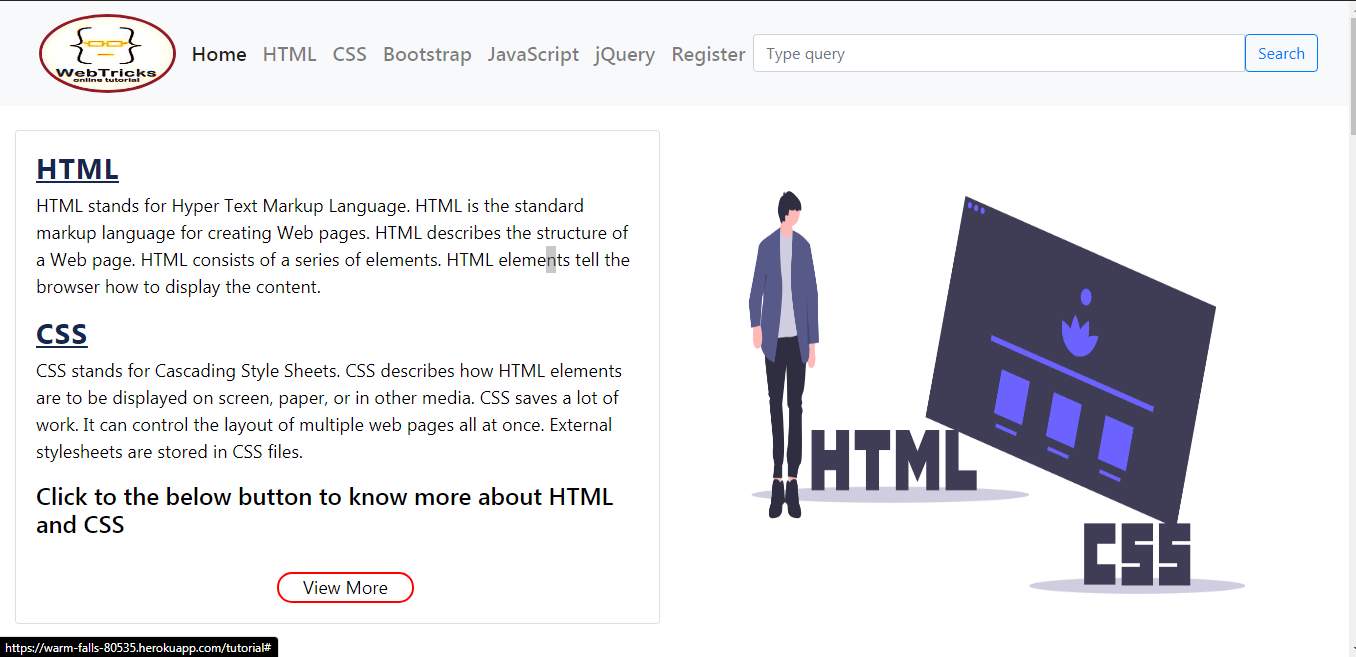 WebTricks
online tutorial
Home HTML CSS Bootstrap JavaScript jQuery Register Type query Search
HTML
HTML stands for Hyper Text Markup Language. HTML is the standard
markup language for creating Web pages. HTML describes the structure of
a Web page. HTML consists of a series of elements. HTML elements tell the
browser how to display the content.
CSS
CSS stands for Cascading Style Sheets. CSS describes how HTML elements
are to be displayed on screen, paper, or in other media. CSS saves a lot of
work. It can control the layout of multiple web pages all at once. External
stylesheets are stored in CSS files.
Click to the below button to know more about HTML
and CSS
View More
HTML
CSS
https://warm-falls-80535.herokuapp.com/tutorial#